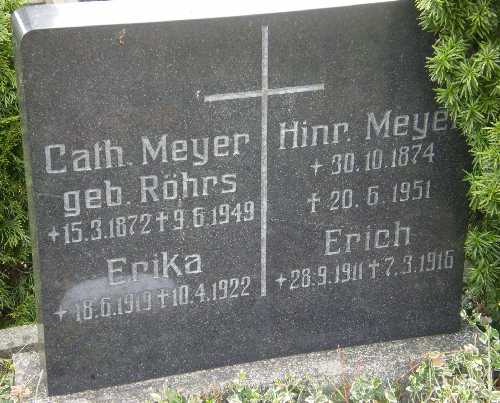 Cath. Meyer
geb. Röhrs
+ 15.3.1872 † 9.6.1949
Erika
+ 18.6.1919 † 10.4.1922
Hinr. Meyer
+ 30.10.1874
† 20.6.1951
Erich
+ 28.9.1911 † 7.3.1916